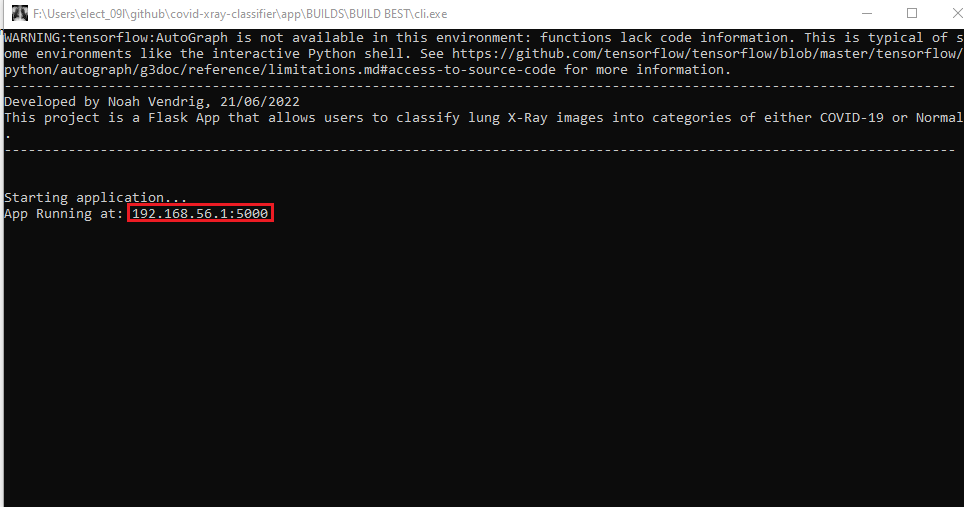 F:\Users\elect_09l\github\covid-xray-classifier\app\BUILDS\BUILD BEST\cli.exe
WARNING:tensorflow:AutoGraph is not available in this environment: functions lack code information. This is typical of s
ome environments like the interactive Python shell. See https://github.com/tensorflow/tensorflow/blob/master/tensorflow/
python/autograph/g3doc/reference/limitations.md#access-to-source-code for more information.
-----------------------------------------------------------------------------------------------------------------------
Developed by Noah Vendrig, 21/06/2022
This project is a Flask App that allows users to classify lung X-Ray images into categories of either COVID-19 or Normal
.
-----------------------------------------------------------------------------------------------------------------------
Starting application...
App Running at: 192.168.56.1:5000